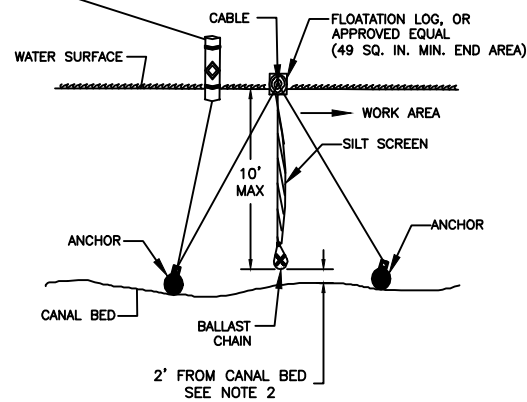 CABLE
FLOATATION LOG, OR
APPROVED EQUAL
(49 SQ. IN. MIN. END AREA)
WATER SURFACE
WORK AREA
SILT SCREEN
10'
MAX
ANCHOR
ANCHOR
CANAL BED
BALLAST
CHAIN
2' FROM CANAL BED
SEE NOTE 2